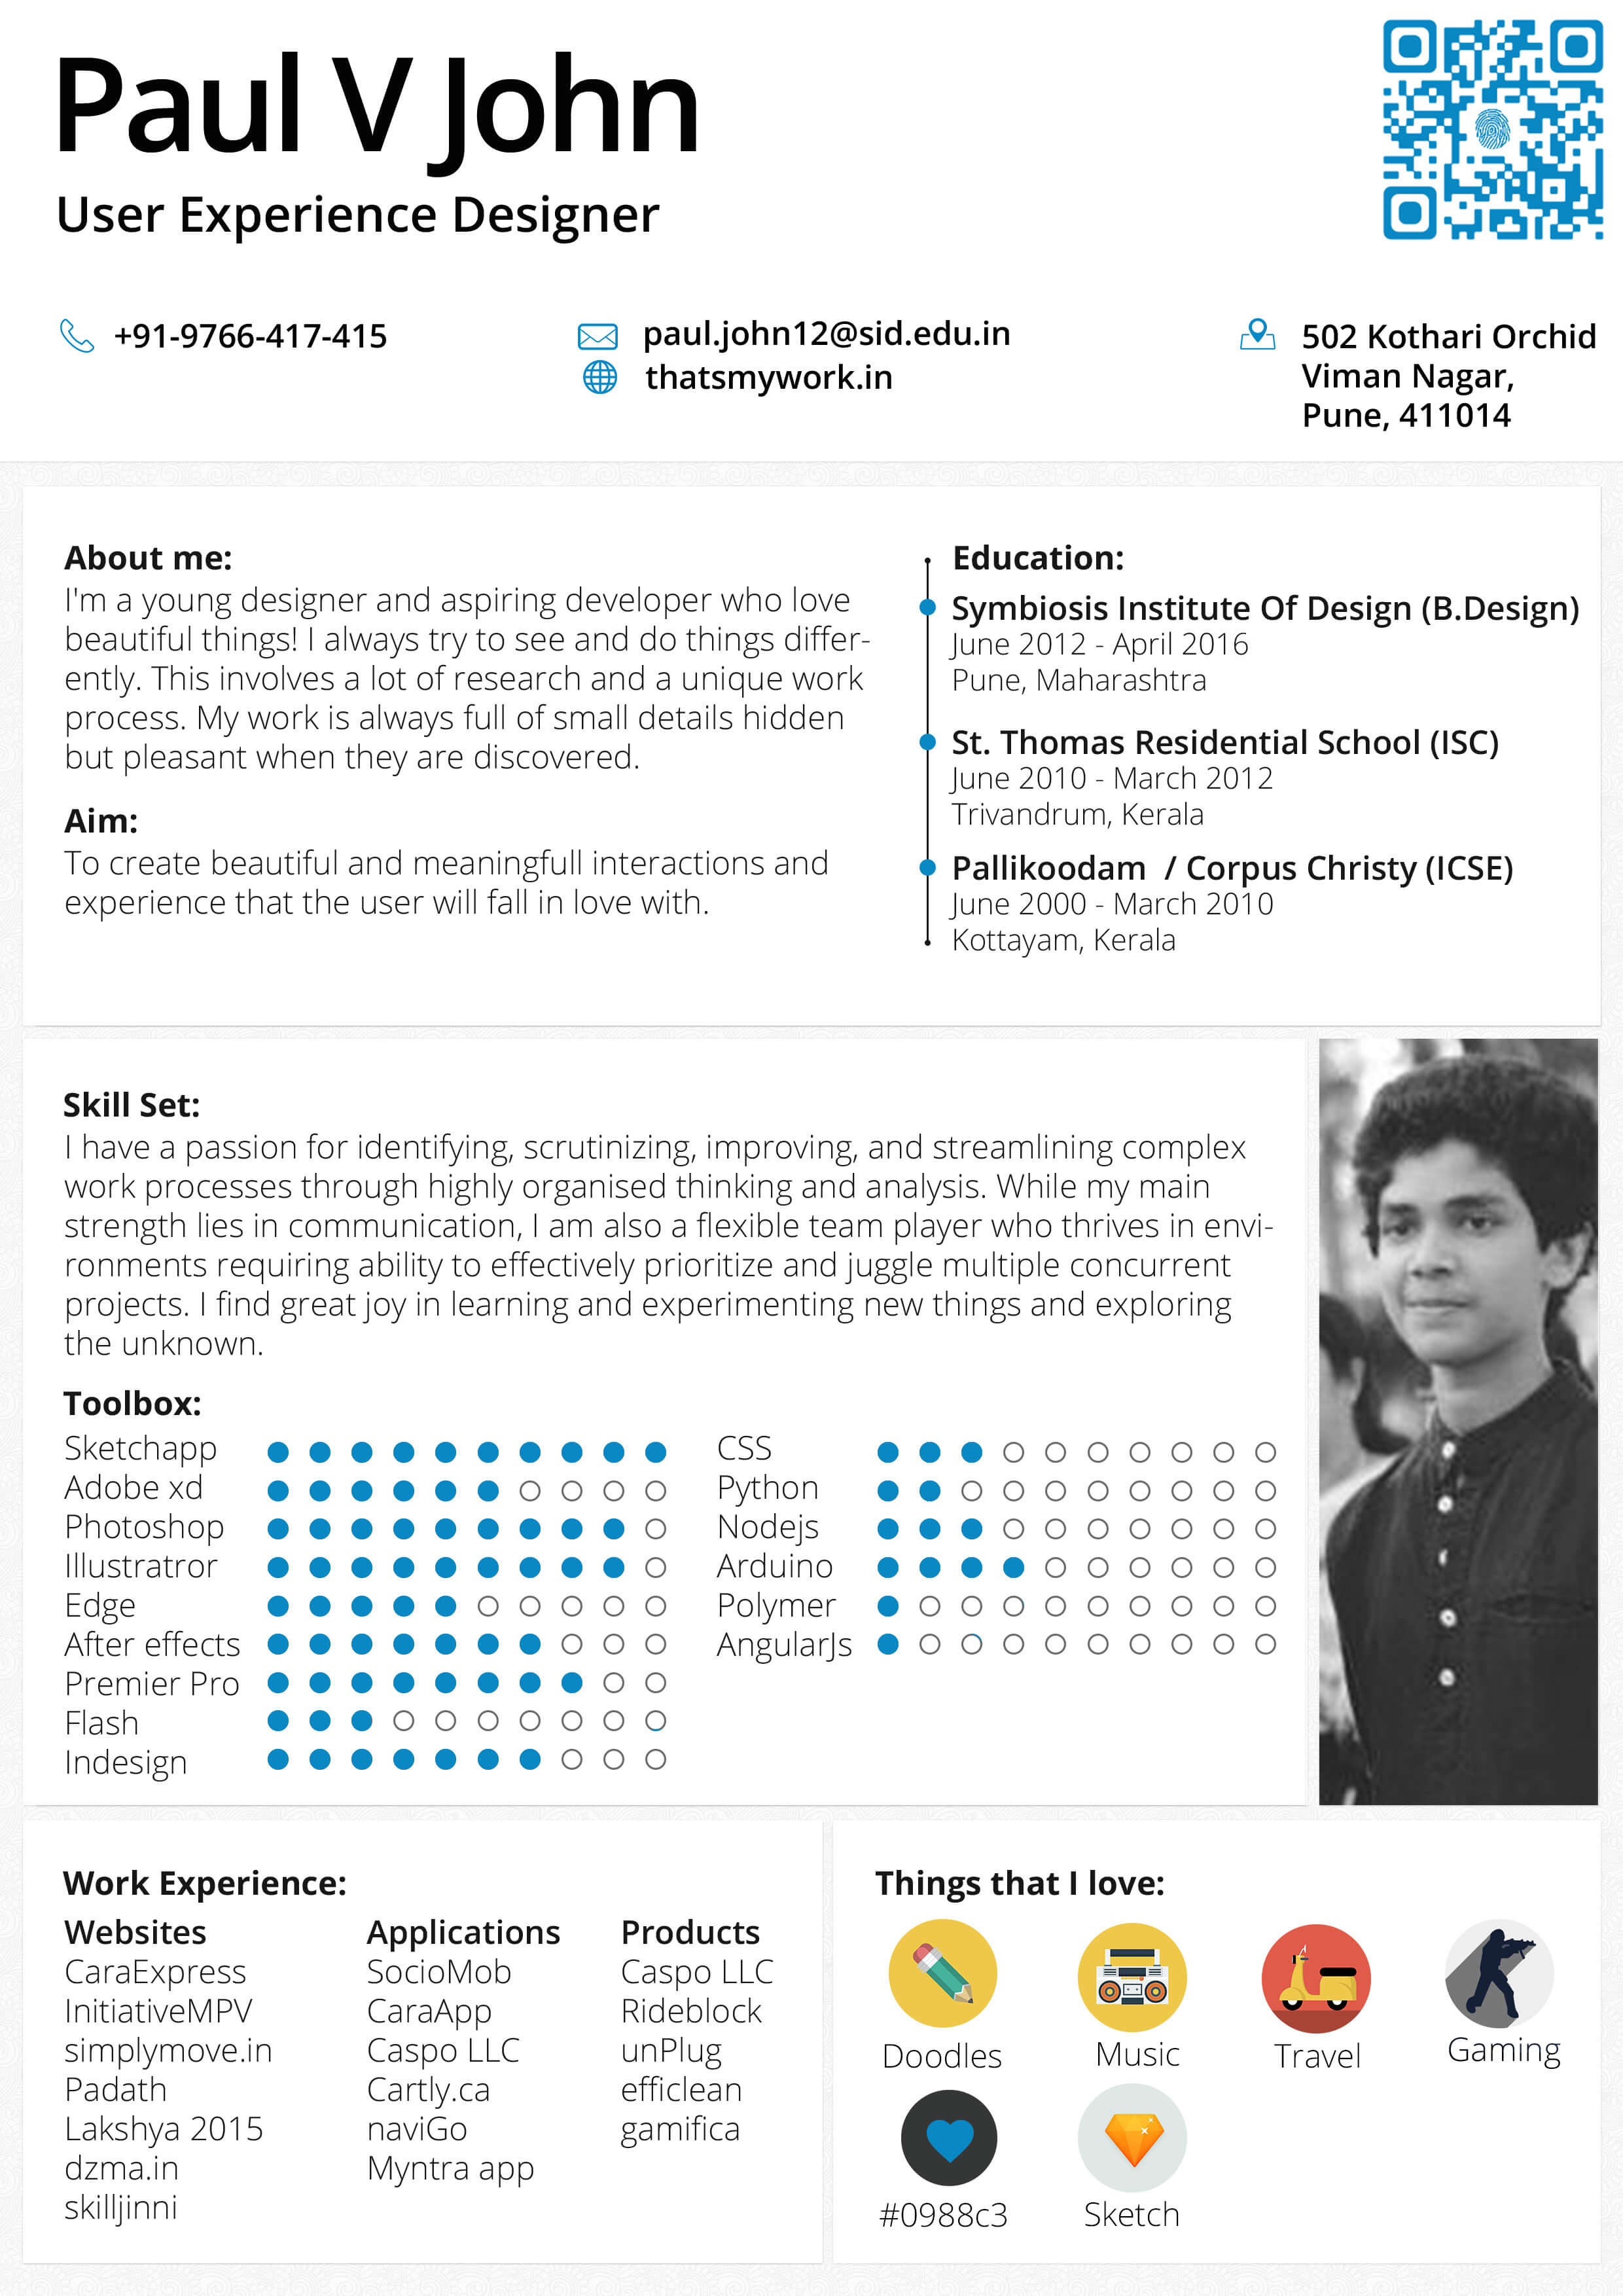 Paul V John
User Experience Designer
+91-9766-417-415
paul.john12@sid.edu.in
thatsmywork.in
502 Kothari Orchid
Viman Nagar,
Pune, 411014
About me:
I'm a young designer and aspiring developer who love
beautiful things! I always try to see and do things differ-
ently. This involves a lot of research and a unique work
process. My work is always full of small details hidden
but pleasant when they are discovered.
Aim:
To create beautiful and meaningfull interactions and
experience that the user will fall in love with.
Education:
Symbiosis Institute Of Design (B.Design)
June 2012 - April 2016
Pune, Maharashtra
St. Thomas Residential School (ISC)
June 2010 - March 2012
Trivandrum, Kerala
Pallikoodam / Corpus Christy (ICSE)
June 2000 - March 2010
Kottayam, Kerala
Skill Set:
I have a passion for identifying, scrutinizing, improving, and streamlining complex
work processes through highly organised thinking and analysis. While my main
strength lies in communication, I am also a flexible team player who thrives in envi-
ronments requiring ability to effectively prioritize and juggle multiple concurrent
projects. I find great joy in learning and experimenting new things and exploring
the unknown.
Toolbox:
Sketchapp
Adobe xd
Photoshop
Illustratror
Edge
After effects
Premier Pro
Flash
Indesign
CSS
Python
Nodejs
Arduino
Polymer
AngularJs
Work Experience:
Websites
CaraExpress
InitiativeMPV
simplymove.in
Padath
Lakshya 2015
dzma.in
skilljinni
Applications
SocioMob
CaraApp
Caspo LLC
Cartly.ca
naviGo
Myntra app
Products
Caspo LLC
Rideblock
unPlug
efficlean
gamifica
Things that I love:
Doodles
Music
Travel
Gaming
#0988c3
Sketch